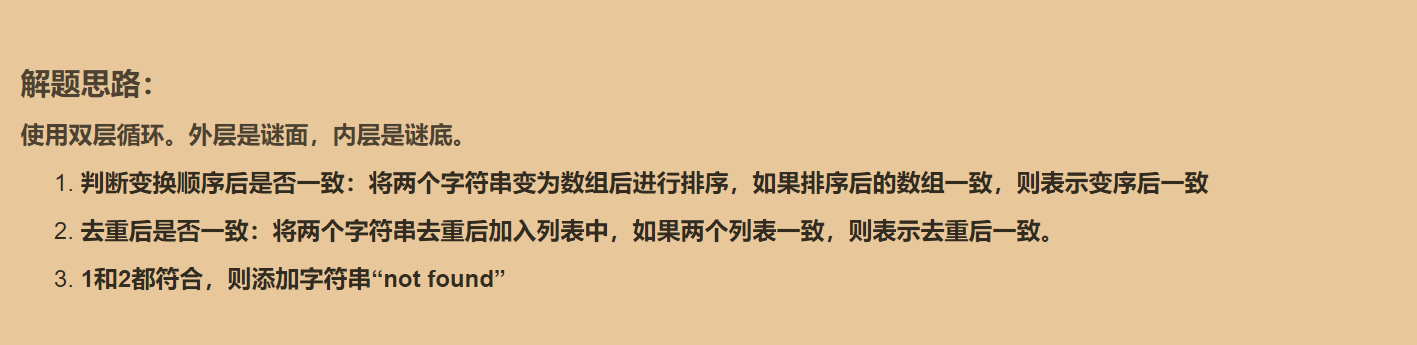 解题思路：
使用双层循环。外层是谜面，内层是谜底。
1. 判断变换顺序后是否一致：将两个字符串变为数组后进行排序，如果排序后的数组一致，则表示变序后一致
2. 去重后是否一致：将两个字符串去重后加入列表中，如果两个列表一致，则表示去重后一致。
3. 1和2都符合，则添加字符串“not found”